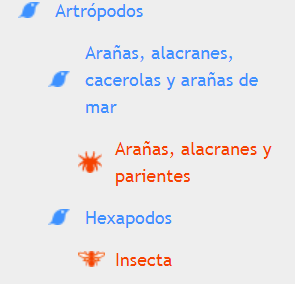 Artrópodos
Arañas, alacranes,
cacerolas y arañas de
mar
Arañas, alacranes y
parientes
Hexapodos
Insecta